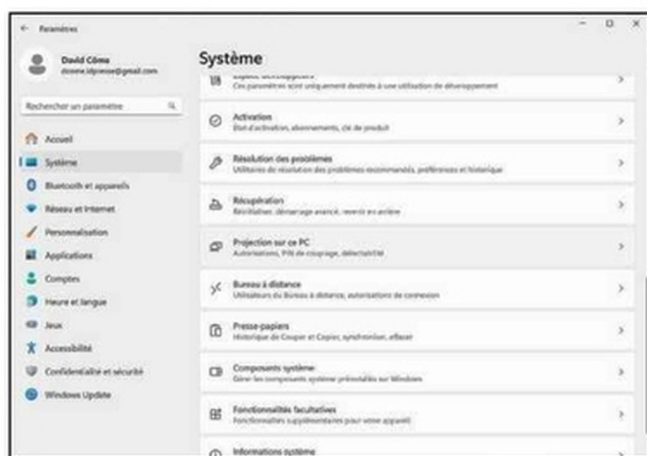 Paramètres
David Côme
Système
Ces paramètres sont uniquement destinés à une utilisation de développement
Rechercher un paramètre
Activation
État d'activation, abonnements, clé de produit
Accueil
Système
Résolution des problèmes
Utilitaires de résolution des problèmes recommandés, préférences et historique
Bluetooth et appareils
Réseau et Internet
Récupération
Réinitialiser, démarrage avancé, revenir en arrière
Personnalisation
Applications
Projection sur ce PC
Autorisations, PIN de couplage, détectabilité
Comptes
Heure et langue
Bureau à distance
Utilisateurs du Bureau à distance, autorisations de connexion
Jeux
Accessibilité
Presse-papiers
Historique de Couper et Copier, synchroniser, effacer
Confidentialité et sécurité
Windows Update
Composants système
Gérer les composants système préinstallés sur Windows
Fonctionnalités facultatives
Fonctionnalités supplémentaires pour votre appareil
Informations système